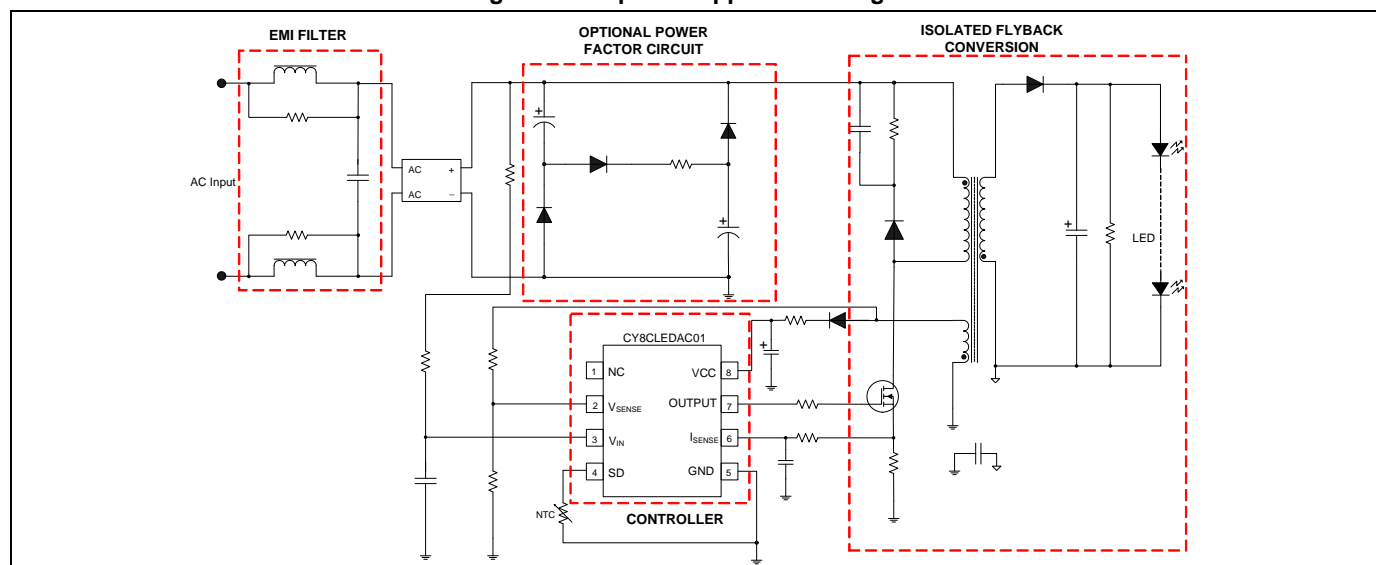 EMI FILTER
OPTIONAL POWER
FACTOR CIRCUIT
ISOLATED FLYBACK
CONVERSION
AC Input
AC +
AC −
+
+
+
LED
CY8CLEDAC01
+
1 NC
VCC 8
2 VSENSE
OUTPUT 7
3 VIN
ISENSE 6
4 SD
GND 5
NTC
CONTROLLER